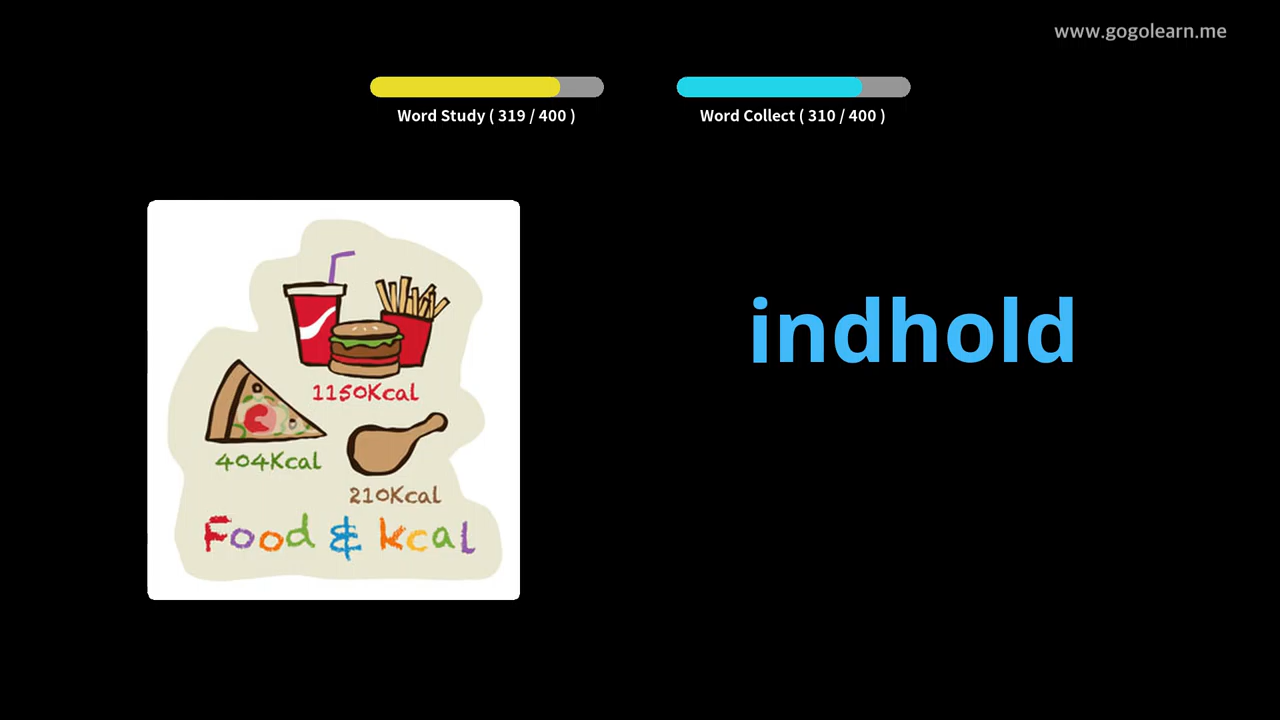 www.gogolearn.me
Word Study ( 319 / 400 )
Word Collect ( 310 / 400 )
indhold
1150Kcal
404Kcal
210Kcal
Food & kcal